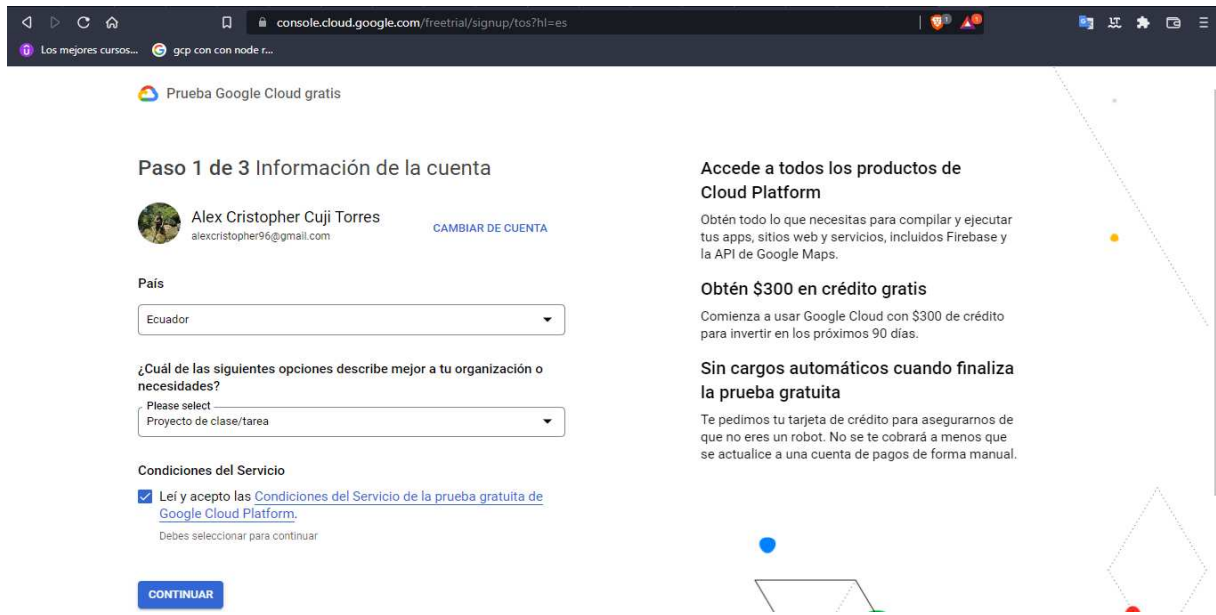 console.cloud.google.com/freetrial/signup/tos?hl=es
Los mejores cursos...
gcp con con node r...
Prueba Google Cloud gratis
Paso 1 de 3 Información de la cuenta
Alex Cristopher Cuji Torres
alexcristopher96@gmail.com
CAMBIAR DE CUENTA
País
Ecuador
¿Cuál de las siguientes opciones describe mejor a tu organización o
necesidades?
Please select
Proyecto de clase/tarea
Condiciones del Servicio
Leí y acepto las Condiciones del Servicio de la prueba gratuita de
Google Cloud Platform.
Debes seleccionar para continuar
CONTINUAR
Accede a todos los productos de
Cloud Platform
Obtén todo lo que necesitas para compilar y ejecutar
tus apps, sitios web y servicios, incluidos Firebase y
la API de Google Maps.
Obtén $300 en crédito gratis
Comienza a usar Google Cloud con $300 de crédito
para invertir en los próximos 90 días.
Sin cargos automáticos cuando finaliza
la prueba gratuita
Te pedimos tu tarjeta de crédito para asegurarnos de
que no eres un robot. No se te cobrará a menos que
se actualice a una cuenta de pagos de forma manual.